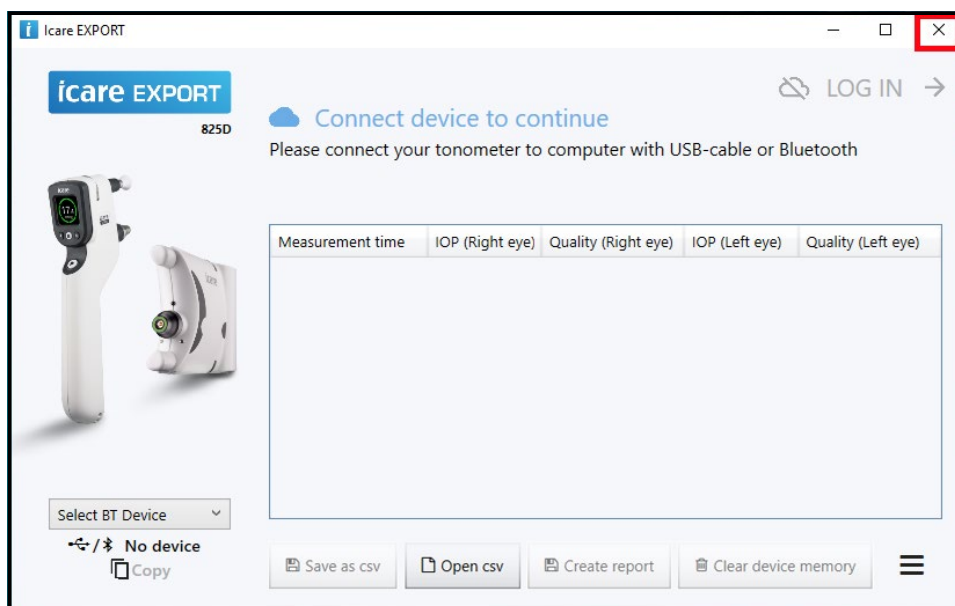 Icare EXPORT
icare EXPORT
825D
LOG IN
Connect device to continue
Please connect your tonometer to computer with USB-cable or Bluetooth
Measurement time IOP (Right eye) Quality (Right eye) IOP (Left eye) Quality (Left eye)
Select BT Device
/ No device
Copy
Save as csv Open csv Create report Clear device memory